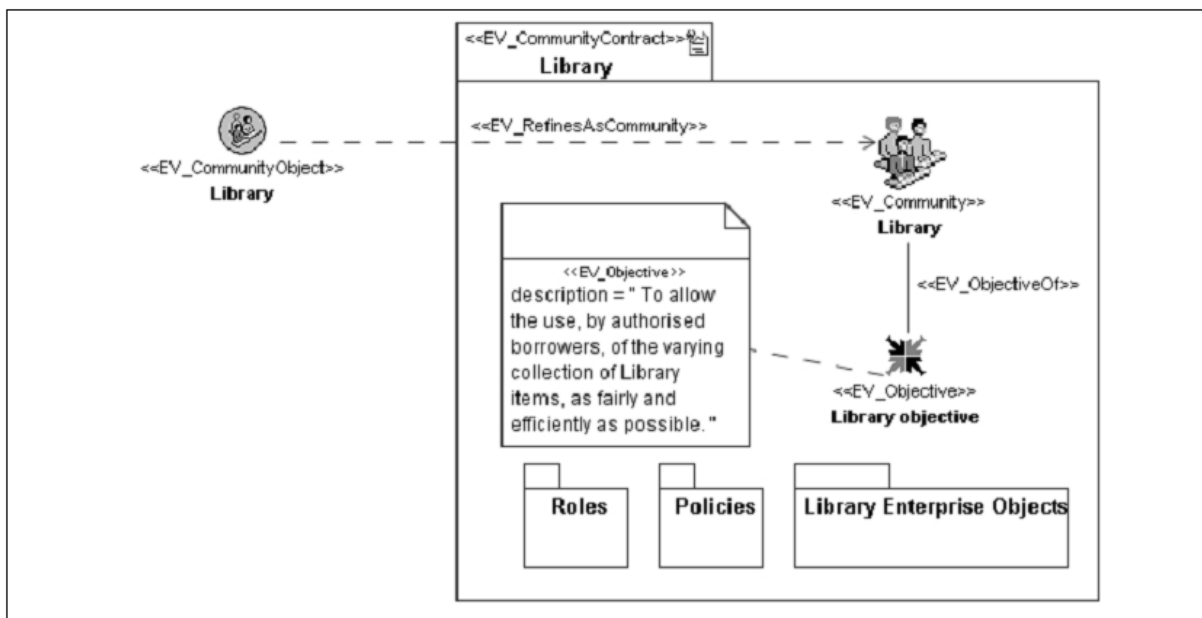 <<EV_CommunityContract>>
Library
<<EV_RefinesAsCommunity>>
<<EV_CommunityObject>>
Library
<<EV_Community>>
Library
<<EV_ObjectiveOf>>
<<EV_Objective>>
description = " To allow
the use, by authorised
borrowers, of the varying
collection of Library
items, as fairly and
efficiently as possible. "
<<EV_Objective>>
Library objective
Roles
Policies
Library Enterprise Objects